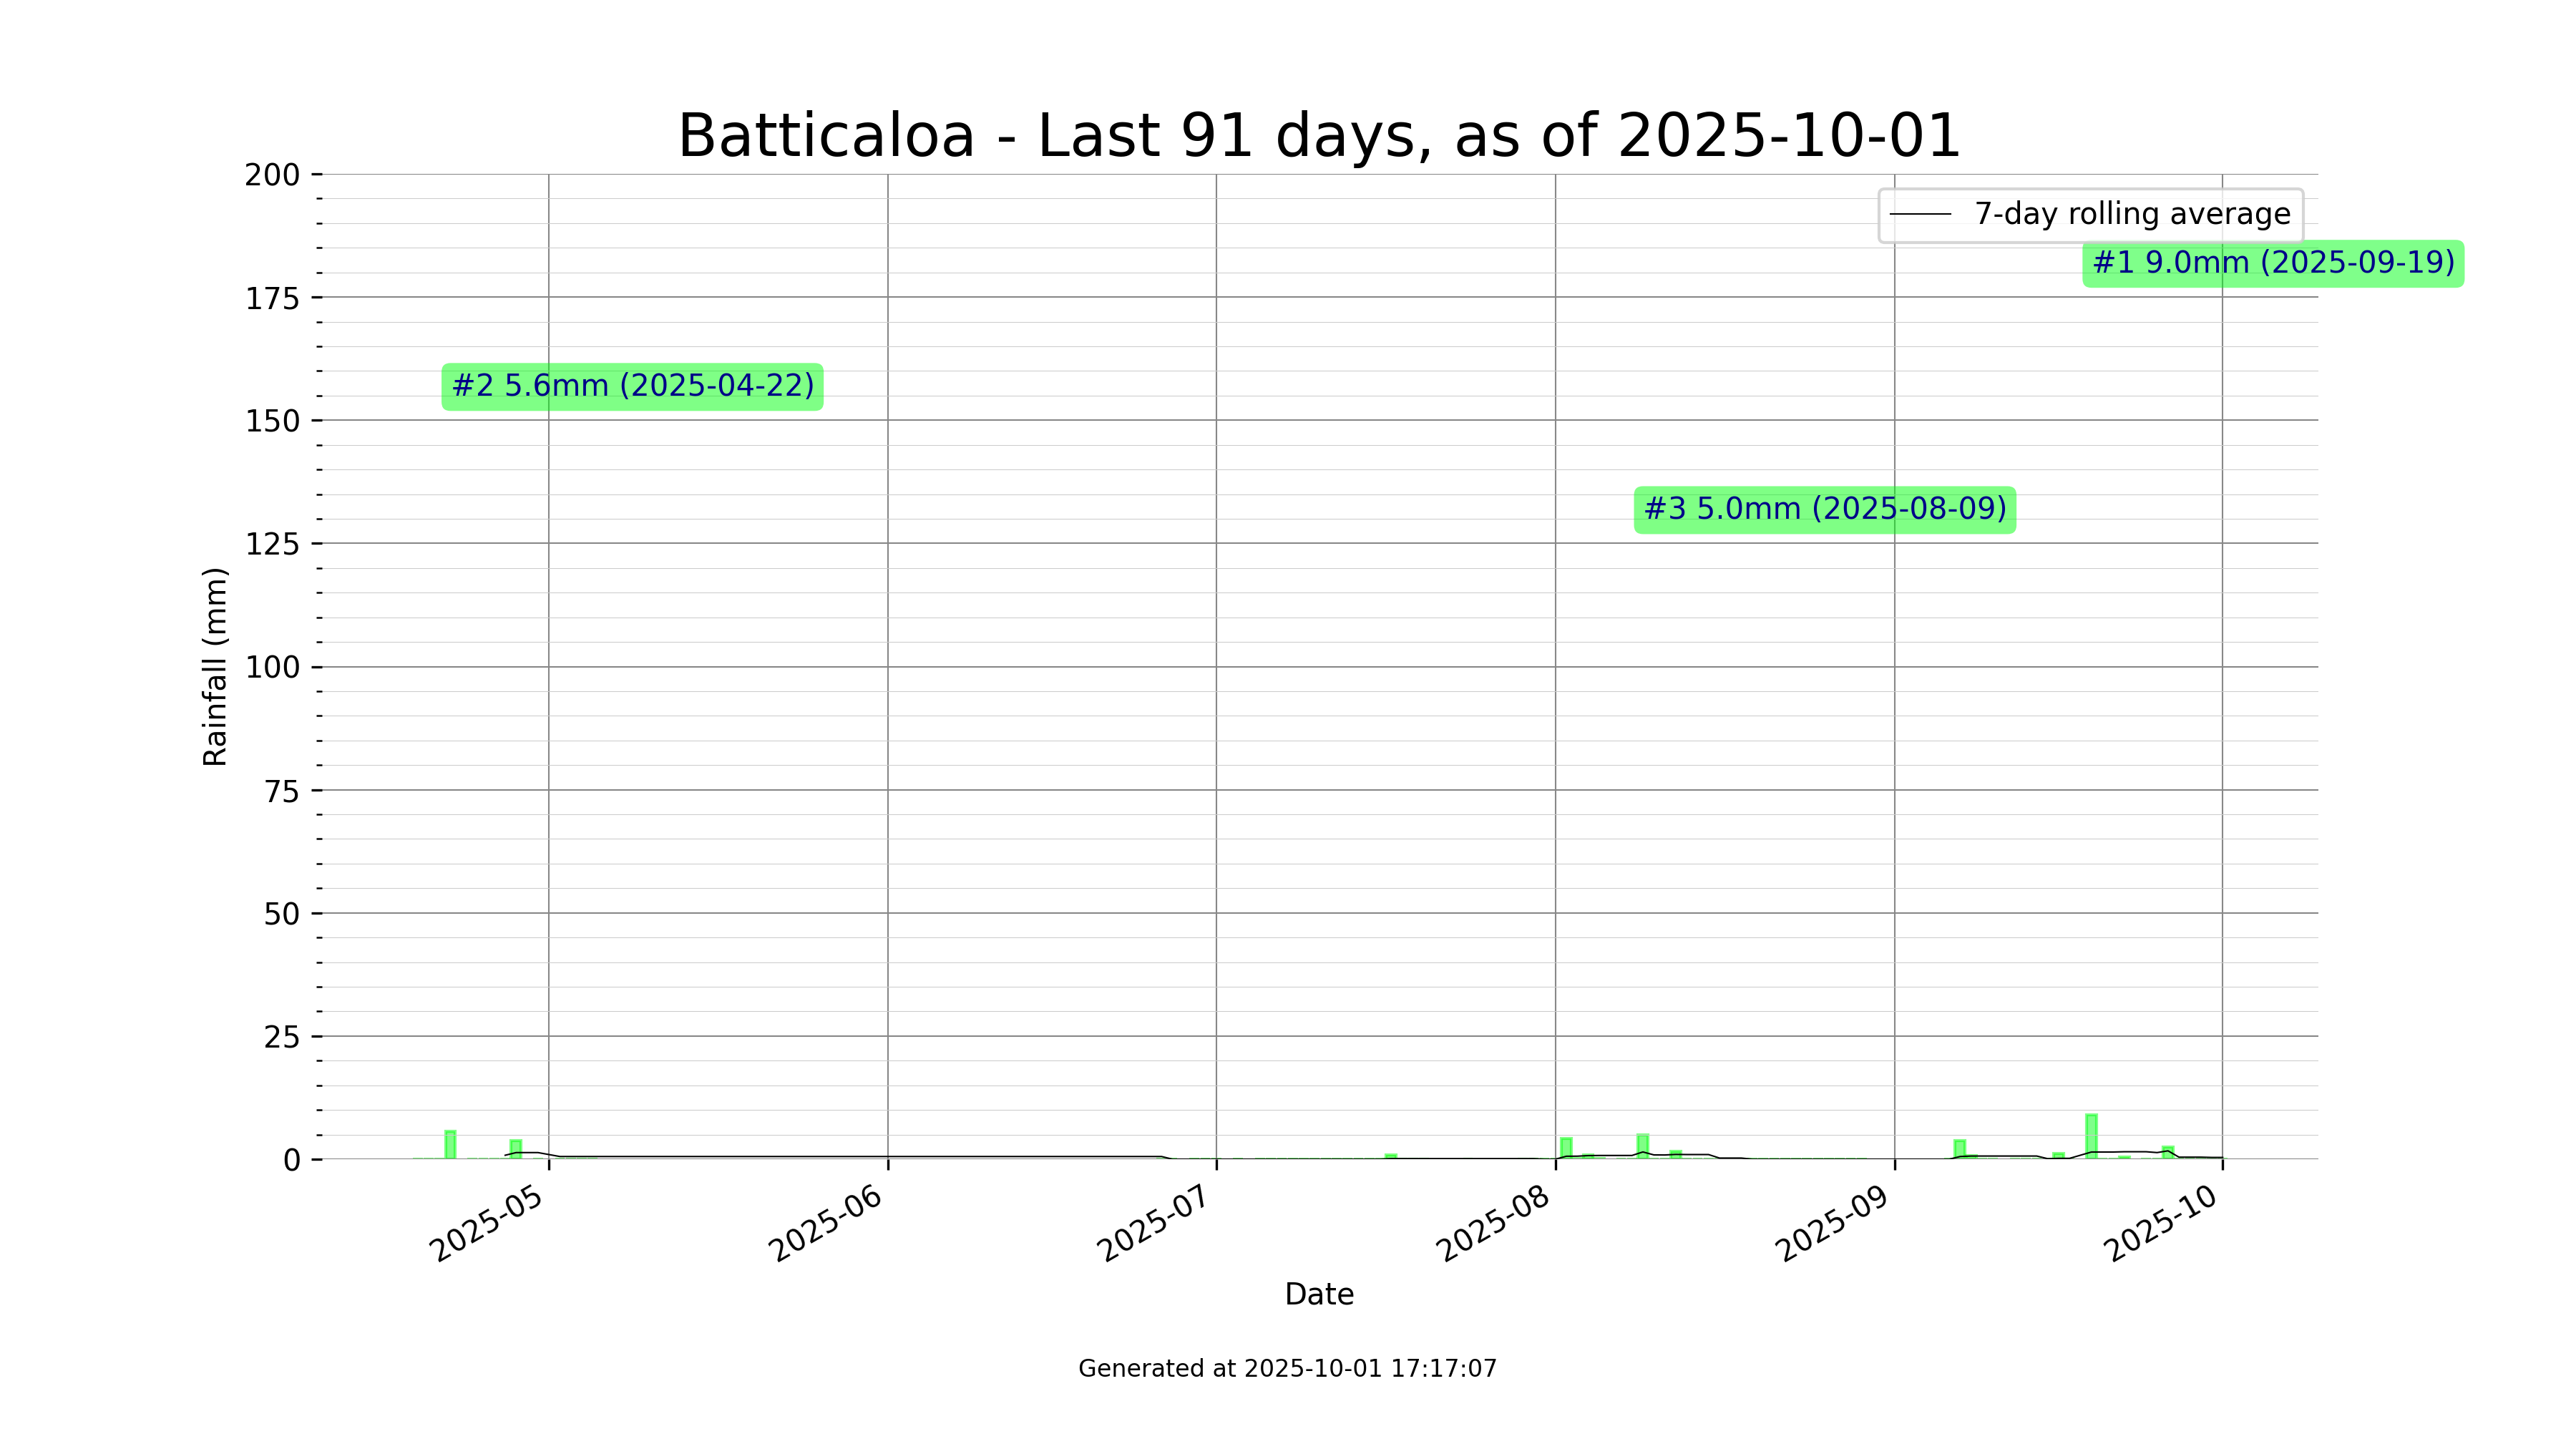 Batticaloa - Last 91 days, as of 2025-10-01
200
7-day rolling average
#1 9.0mm (2025-09-19)
175
#2 5.6mm (2025-04-22)
150
#3 5.0mm (2025-08-09)
125
100
75
50
25
0
Rainfall (mm)
2025-05
2025-06
2025-07
2025-08
2025-09
2025-10
Date
Generated at 2025-10-01 17:17:07